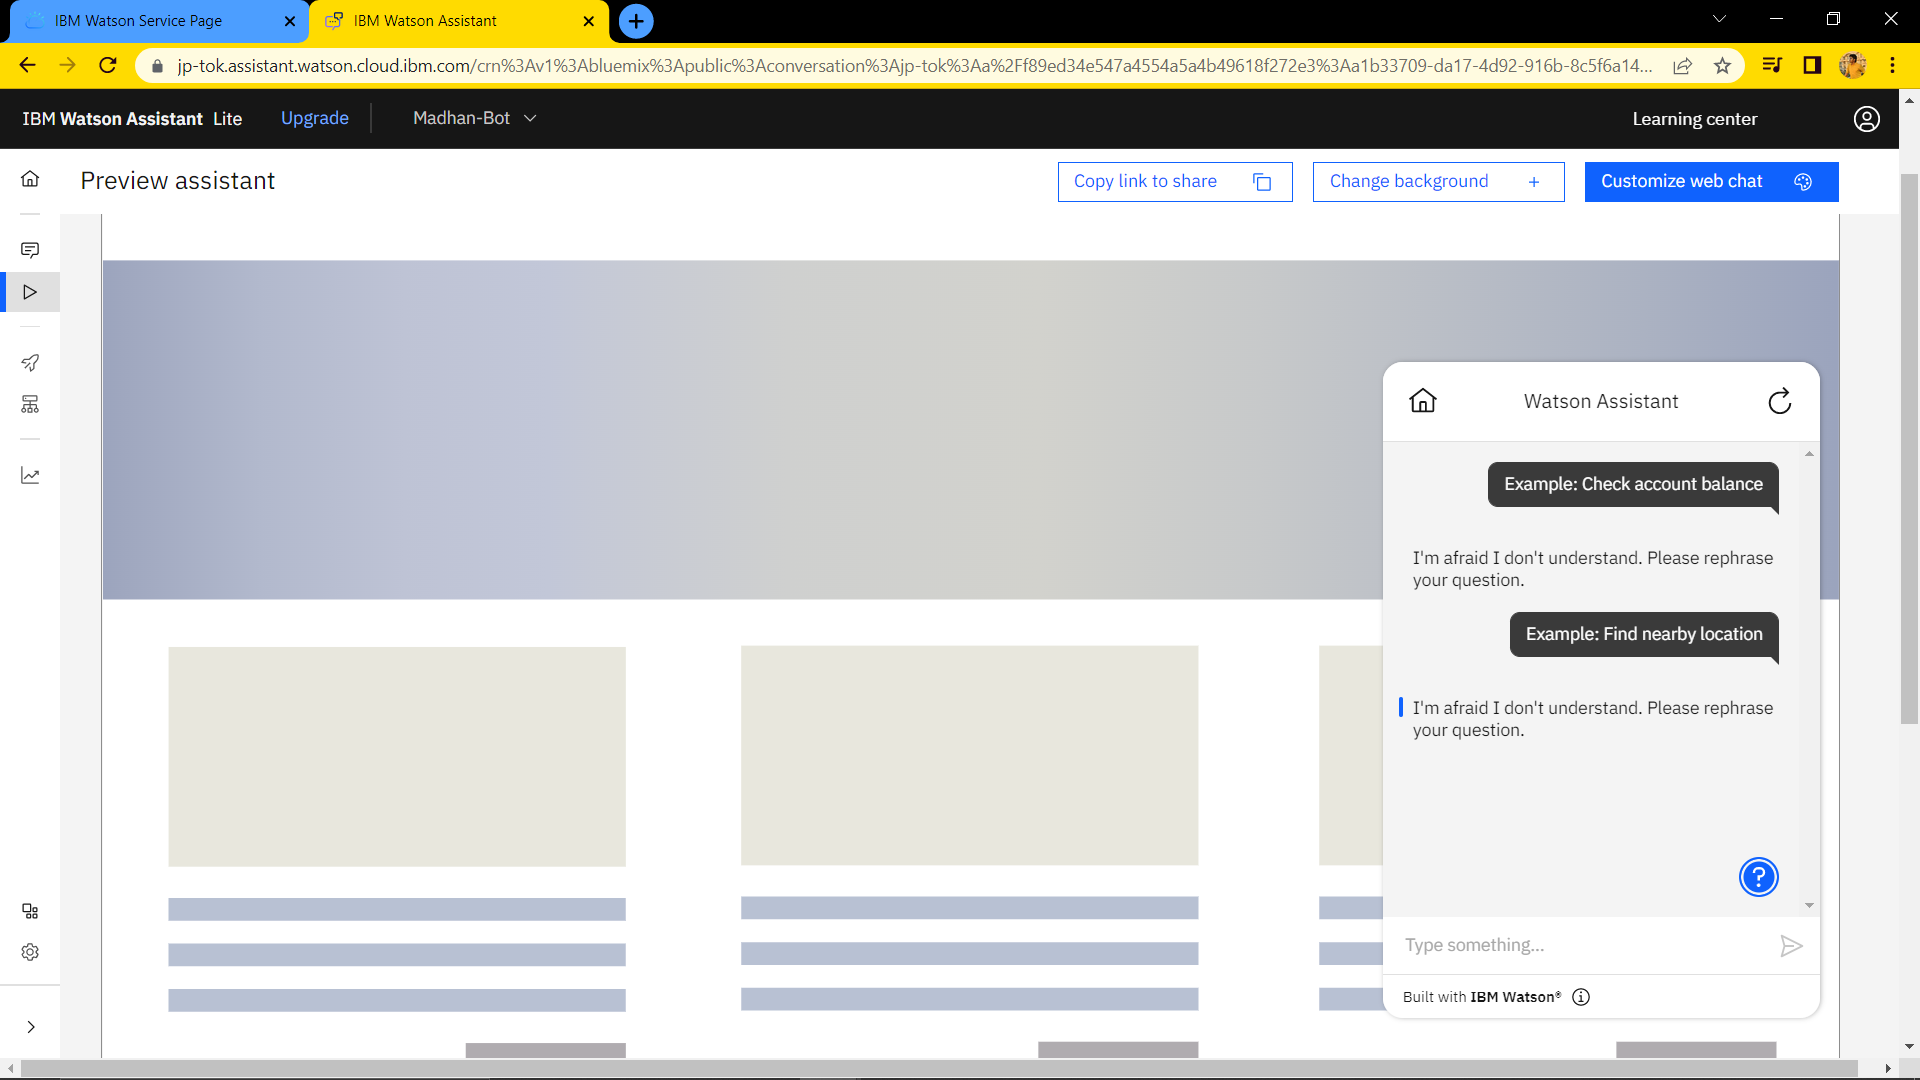 IBM Watson Service Page
IBM Watson Assistant
jp-tok.assistant.watson.cloud.ibm.com/crn%3Av1%3Abluemix%3Apublic%3Aconversation%3Ajp-tok%3Aa%2Ff89ed34e547a4554a5a4b49618f272e3%3Aa1b33709-da17-4d92-916b-8c5f6a14...
IBM Watson Assistant Lite
Upgrade
Madhan-Bot
Learning center
Preview assistant
Copy link to share
Change background +
Customize web chat
Watson Assistant
Example: Check account balance
I'm afraid I don't understand. Please rephrase
your question.
Example: Find nearby location
I'm afraid I don't understand. Please rephrase
your question.
?
Type something...
Built with IBM Watson®